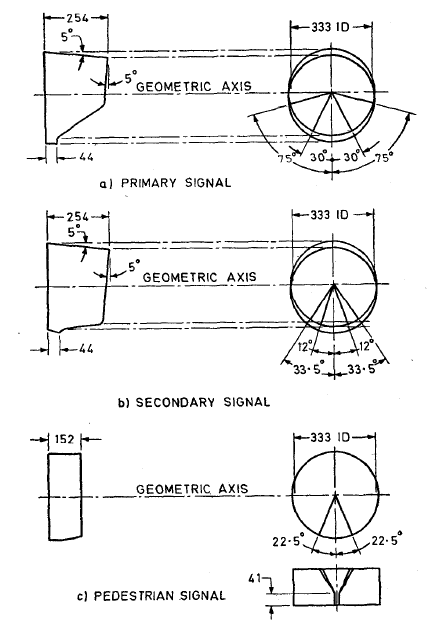 254
5°
5°
GEOMETRIC AXIS
333 ID
44
75° 30° 30° 75°
a) PRIMARY SIGNAL
254
5°
5°
GEOMETRIC AXIS
333 ID
44
12° 12°
33·5° 33·5°
b) SECONDARY SIGNAL
152
333 ID
GEOMETRIC AXIS
22·5° 22·5°
41
c) PEDESTRIAN SIGNAL